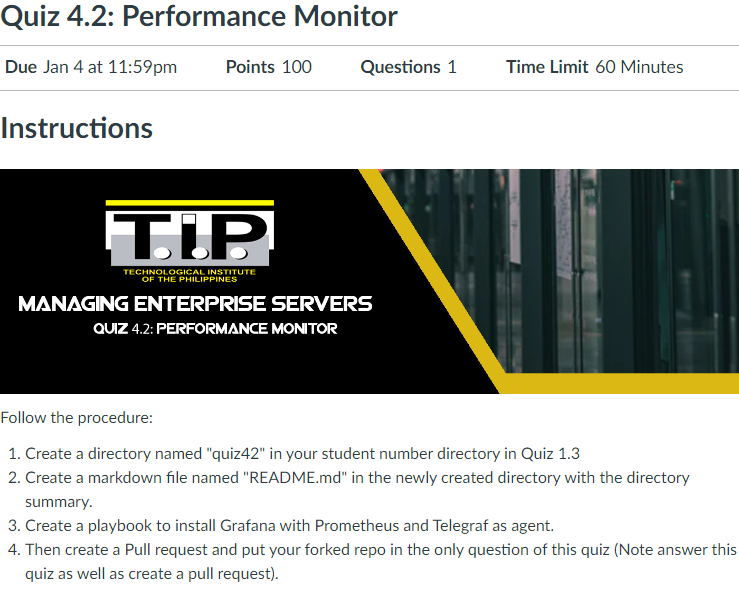 Quiz 4.2: Performance Monitor
Due Jan 4 at 11:59pm Points 100 Questions 1 Time Limit 60 Minutes
Instructions
T.I.P
TECHNOLOGICAL INSTITUTE
OF THE PHILIPPINES
MANAGING ENTERPRISE SERVERS
QUIZ 4.2: PERFORMANCE MONITOR
Follow the procedure:
1. Create a directory named "quiz42" in your student number directory in Quiz 1.3
2. Create a markdown file named "README.md" in the newly created directory with the directory
summary.
3. Create a playbook to install Grafana with Prometheus and Telegraf as agent.
4. Then create a Pull request and put your forked repo in the only question of this quiz (Note answer this
quiz as well as create a pull request).